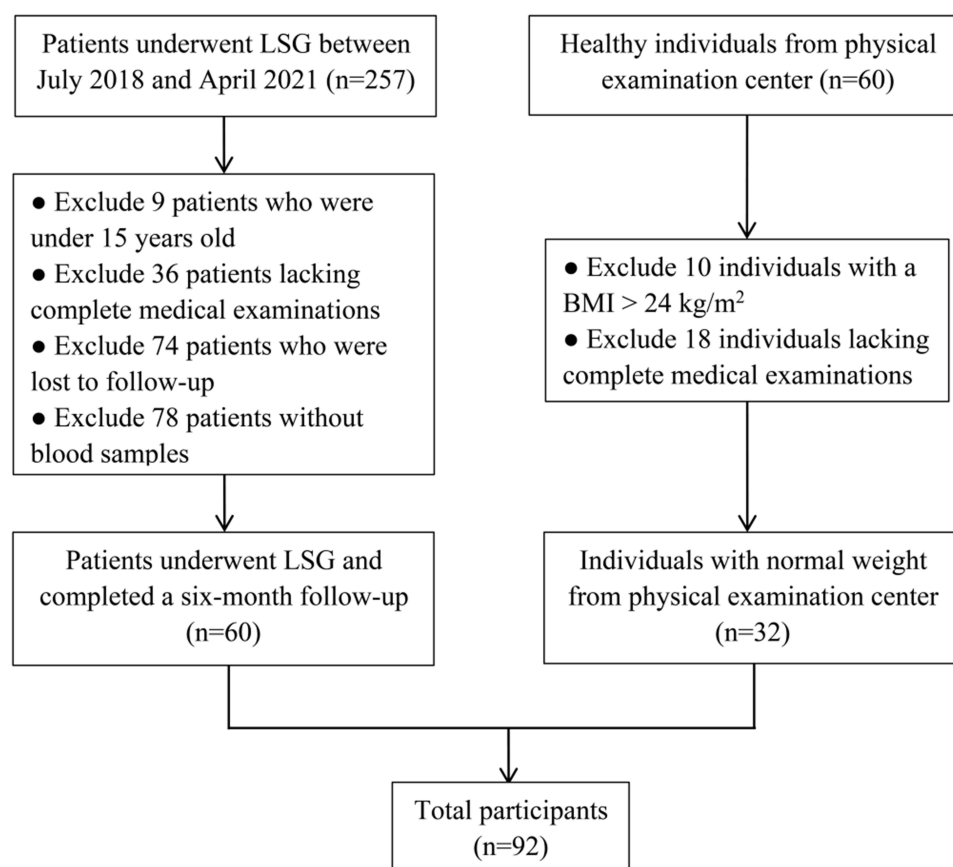 Patients underwent LSG between
July 2018 and April 2021 (n=257)
Healthy individuals from physical
examination center (n=60)
● Exclude 9 patients who were
under 15 years old
● Exclude 36 patients lacking
complete medical examinations
● Exclude 74 patients who were
lost to follow-up
● Exclude 78 patients without
blood samples
● Exclude 10 individuals with a
BMI > 24 kg/m²
● Exclude 18 individuals lacking
complete medical examinations
Patients underwent LSG and
completed a six-month follow-up
(n=60)
Individuals with normal weight
from physical examination center
(n=32)
Total participants
(n=92)